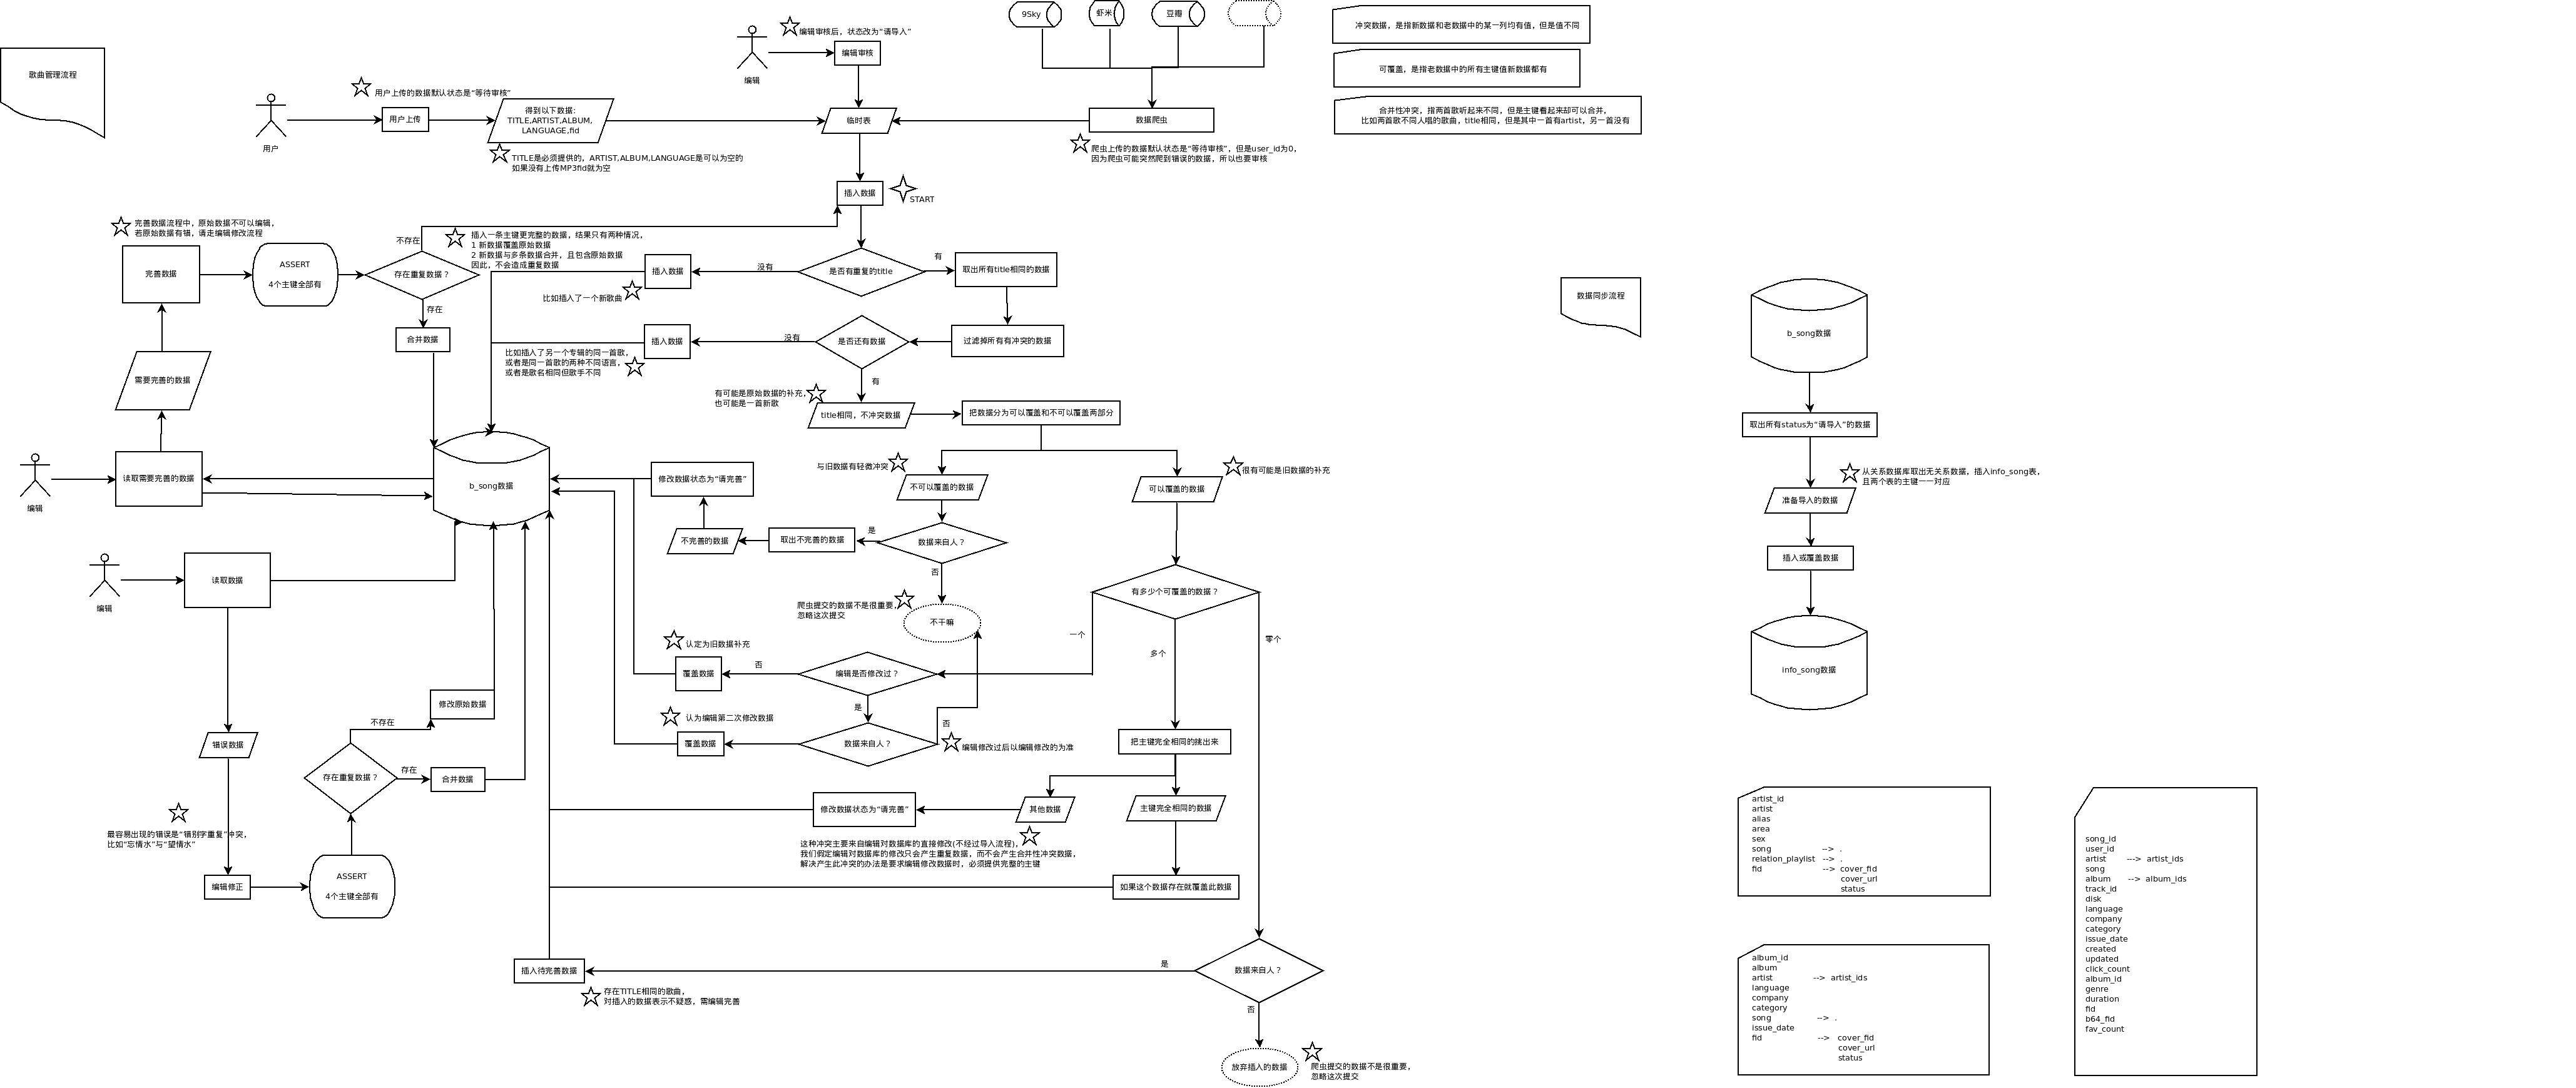 9Sky
虾米
豆瓣
冲突数据，是指新数据和老数据中的某一列均有值，但是值不同
编辑审核后，状态改为“请导入”
编辑审核
编辑
歌曲管理流程
可覆盖，是指老数据中的所有主键值新数据都有
用户上传的数据默认状态是“等待审核”
用户上传
用户
得到以下数据:
TITLE,ARTIST,ALBUM,
LANGUAGE,fid
临时表
数据爬虫
合并性冲突，指两首歌听起来不同，但是主键看起来却可以合并，
比如两首歌不同人唱的歌曲，title相同，但是其中一首有artist，另一首没有
TITLE是必须提供的，ARTIST,ALBUM,LANGUAGE是可以为空的
如果没有上传MP3fid就为空
爬虫上传的数据默认状态是“等待审核”，但是user_id为0，
因为爬虫可能突然爬到错误的数据，所以也要审核
插入数据
START
完善数据流程中，原始数据不可以编辑，
若原始数据有错，请走编辑修改流程
完善数据
ASSERT
4个主键全部有
不存在
存在重复数据？
存在
合并数据
插入一条主键更完整的数据，结果只有两种情况，
1 新数据覆盖原始数据
2 新数据与多条数据合并，且包含原始数据
因此，不会造成重复数据
插入数据
没有
是否有重复的title
有
取出所有title相同的数据
比如插入了一个新歌曲
插入数据
没有
是否还有数据
过滤掉所有有冲突的数据
比如插入了另一个专辑的同一首歌，
或者是同一首歌的两种不同语言，
或者是歌名相同但歌手不同
有
有可能是原始数据的补充，
也可能是一首新歌
title相同，不冲突数据
把数据分为可以覆盖和不可以覆盖两部分
需要完善的数据
读取需要完善的数据
编辑
b_song数据
修改数据状态为“请完善”
与旧数据有轻微冲突
不可以覆盖的数据
很有可能是旧数据的补充
可以覆盖的数据
不完善的数据
取出不完善的数据
是
数据来自人？
否
爬虫提交的数据不是很重要，
忽略这次提交
不干嘛
有多少个可覆盖的数据？
一个
多个
零个
读取数据
编辑
认定为旧数据补充
覆盖数据
否
编辑是否修改过？
是
认为编辑第二次修改数据
覆盖数据
数据来自人？
否
编辑修改过后以编辑修改的为准
修改原始数据
不存在
错误数据
存在重复数据？
存在
合并数据
最容易出现的错误是“错别字重复”冲突，
比如“忘情水”与“望情水”
编辑修正
ASSERT
4个主键全部有
把主键完全相同的挑出来
修改数据状态为“请完善”
其他数据
主键完全相同的数据
这种冲突主要来自编辑对数据库的直接修改(不经过导入流程)，
我们假定编辑对数据库的修改只会产生重复数据，而不会产生合并性冲突数据，
解决产生此冲突的办法是要求编辑修改数据时，必须提供完整的主键
如果这个数据存在就覆盖此数据
插入待完善数据
是
数据来自人？
存在TITLE相同的歌曲，
对插入的数据表示不疑惑，需编辑完善
否
放弃插入的数据
爬虫提交的数据不是很重要，
忽略这次提交
数据同步流程
b_song数据
取出所有status为“请导入”的数据
从关系数据库取出无关系数据，插入info_song表，
且两个表的主键一一对应
准备导入的数据
插入或覆盖数据
info_song数据
artist_id
artist
alias
area
sex
song --> .
relation_playlist --> .
fid --> cover_fid
cover_url
status
album_id
album
artist --> artist_ids
language
company
category
song --> .
issue_date
fid --> cover_fid
cover_url
status
song_id
user_id
artist ---> artist_ids
song
album --> album_ids
track_id
disk
language
company
category
issue_date
created
updated
click_count
album_id
genre
duration
fid
b64_fid
fav_count